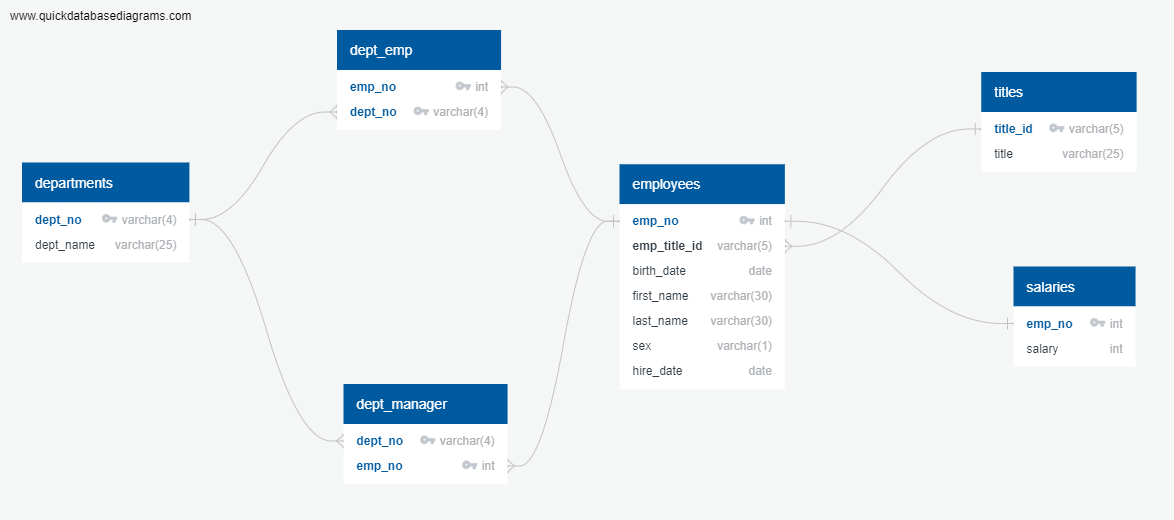 www.quickdatabasediagrams.com
dept_emp
emp_no int
dept_no varchar(4)
departments
dept_no varchar(4)
dept_name varchar(25)
dept_manager
dept_no varchar(4)
emp_no int
employees
emp_no int
emp_title_id varchar(5)
birth_date date
first_name varchar(30)
last_name varchar(30)
sex varchar(1)
hire_date date
titles
title_id varchar(5)
title varchar(25)
salaries
emp_no int
salary int